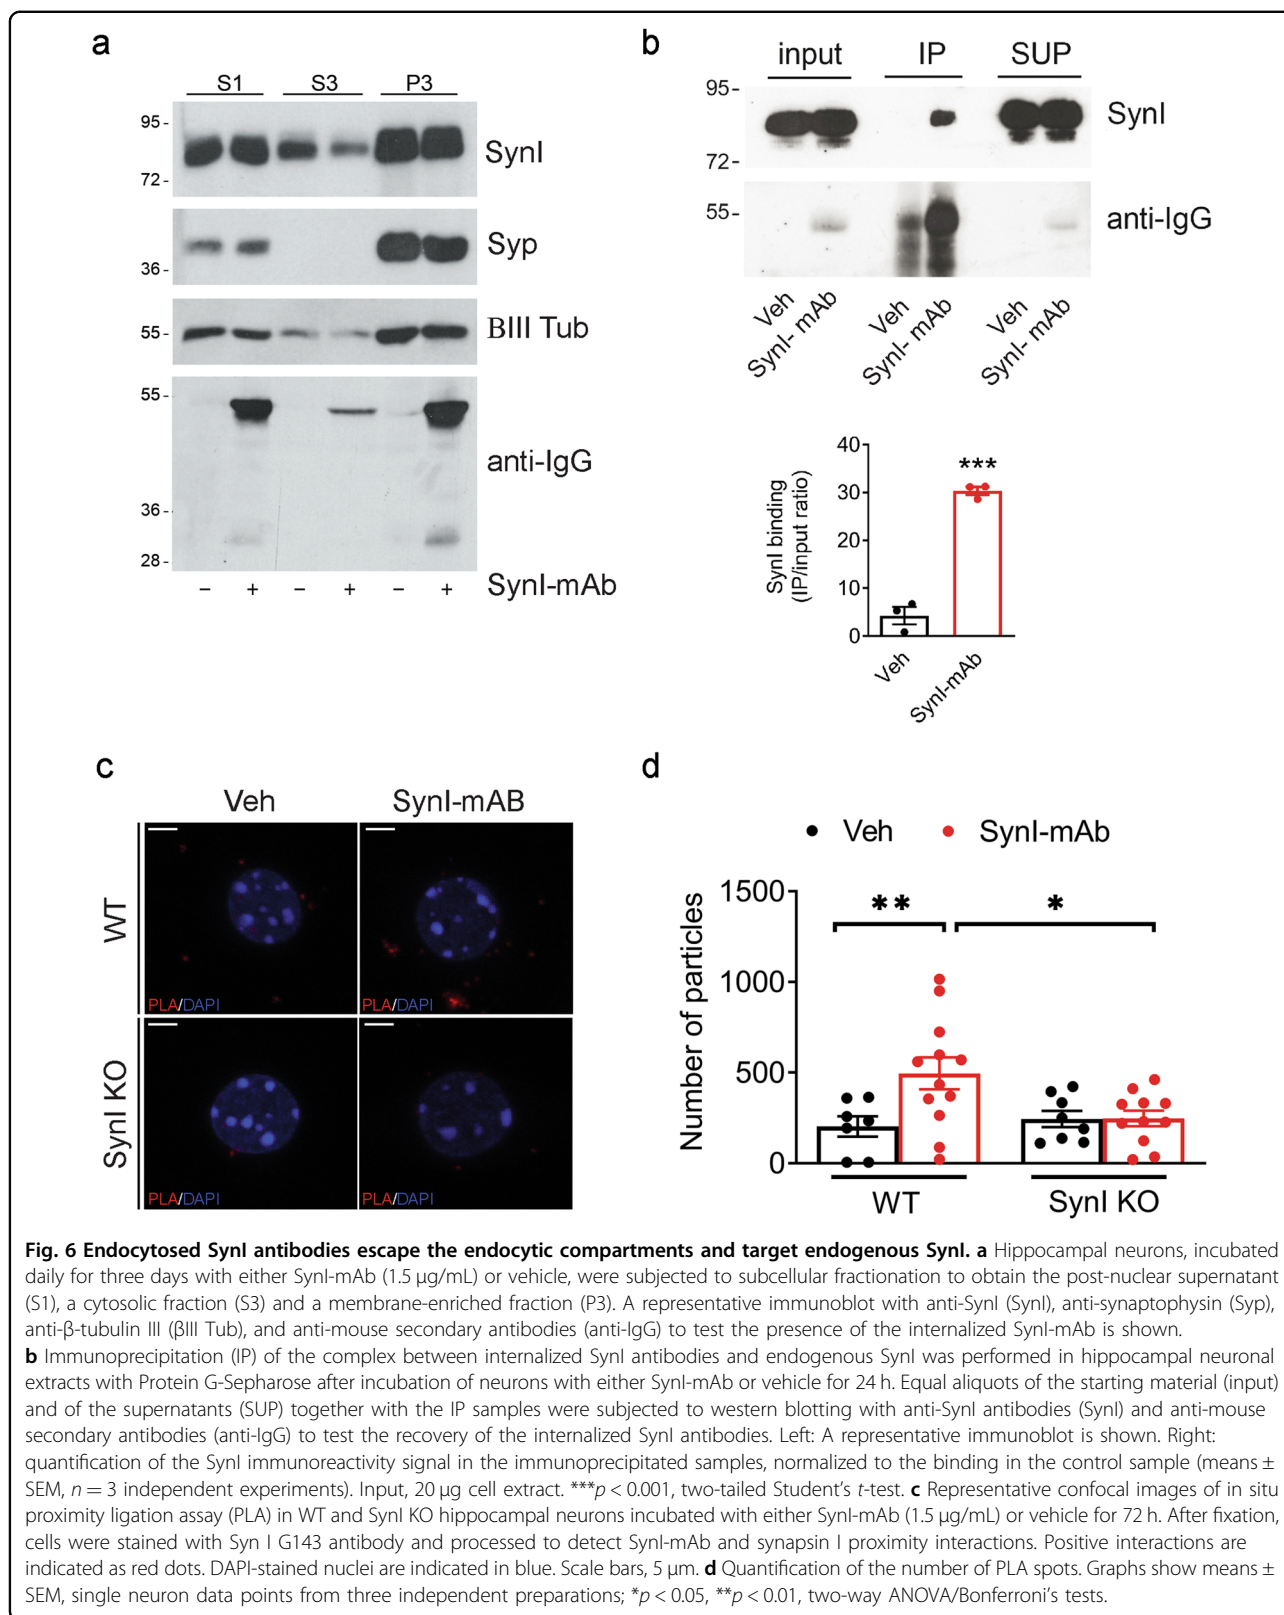 a
S1 S3 P3
95 -
SynI
72 -
Syp
36 -
55 -
BIII Tub
55 -
anti-IgG
36 -
28 -
− + − + − + SynI-mAb
b
input IP SUP
95 -
SynI
72 -
55 -
anti-IgG
Veh SynI- mAb Veh SynI- mAb Veh SynI- mAb
SynI binding
(IP/input ratio)
40
30
20
10
0
***
Veh SynI-mAb
c
Veh SynI-mAB
WT
PLA/DAPI PLA/DAPI
SynI KO
PLA/DAPI PLA/DAPI
d
Veh SynI-mAb
Number of particles
1500
1000
500
0
** *
WT SynI KO
Fig. 6 Endocytosed SynI antibodies escape the endocytic compartments and target endogenous SynI. a Hippocampal neurons, incubated
daily for three days with either SynI-mAb (1.5 µg/mL) or vehicle, were subjected to subcellular fractionation to obtain the post-nuclear supernatant
(S1), a cytosolic fraction (S3) and a membrane-enriched fraction (P3). A representative immunoblot with anti-SynI (SynI), anti-synaptophysin (Syp),
anti-β-tubulin III (βIII Tub), and anti-mouse secondary antibodies (anti-IgG) to test the presence of the internalized SynI-mAb is shown.
b Immunoprecipitation (IP) of the complex between internalized SynI antibodies and endogenous SynI was performed in hippocampal neuronal
extracts with Protein G-Sepharose after incubation of neurons with either SynI-mAb or vehicle for 24 h. Equal aliquots of the starting material (input)
and of the supernatants (SUP) together with the IP samples were subjected to western blotting with anti-SynI antibodies (SynI) and anti-mouse
secondary antibodies (anti-IgG) to test the recovery of the internalized SynI antibodies. Left: A representative immunoblot is shown. Right:
quantification of the SynI immunoreactivity signal in the immunoprecipitated samples, normalized to the binding in the control sample (means ±
SEM, n = 3 independent experiments). Input, 20 µg cell extract. ***p < 0.001, two-tailed Student's t-test. c Representative confocal images of in situ
proximity ligation assay (PLA) in WT and SynI KO hippocampal neurons incubated with either SynI-mAb (1.5 µg/mL) or vehicle for 72 h. After fixation,
cells were stained with Syn I G143 antibody and processed to detect SynI-mAb and synapsin I proximity interactions. Positive interactions are
indicated as red dots. DAPI-stained nuclei are indicated in blue. Scale bars, 5 µm. d Quantification of the number of PLA spots. Graphs show means ±
SEM, single neuron data points from three independent preparations; *p < 0.05, **p < 0.01, two-way ANOVA/Bonferroni's tests.